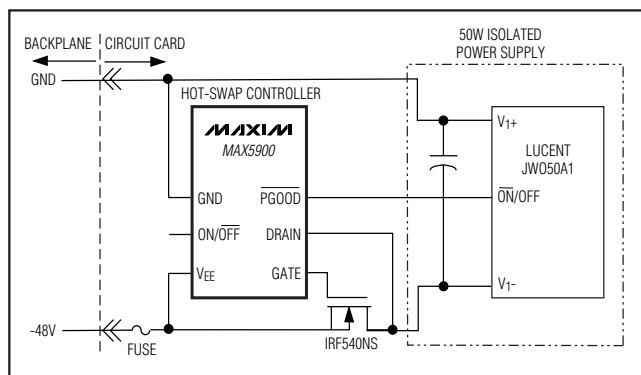 BACKPLANE
CIRCUIT CARD
GND
HOT-SWAP CONTROLLER
MAXIM
MAX5900
GND
PGOOD
ON/OFF
DRAIN
VEE
GATE
-48V
FUSE
IRF540NS
50W ISOLATED
POWER SUPPLY
V1+
LUCENT
JWO50A1
ON/OFF
V1-